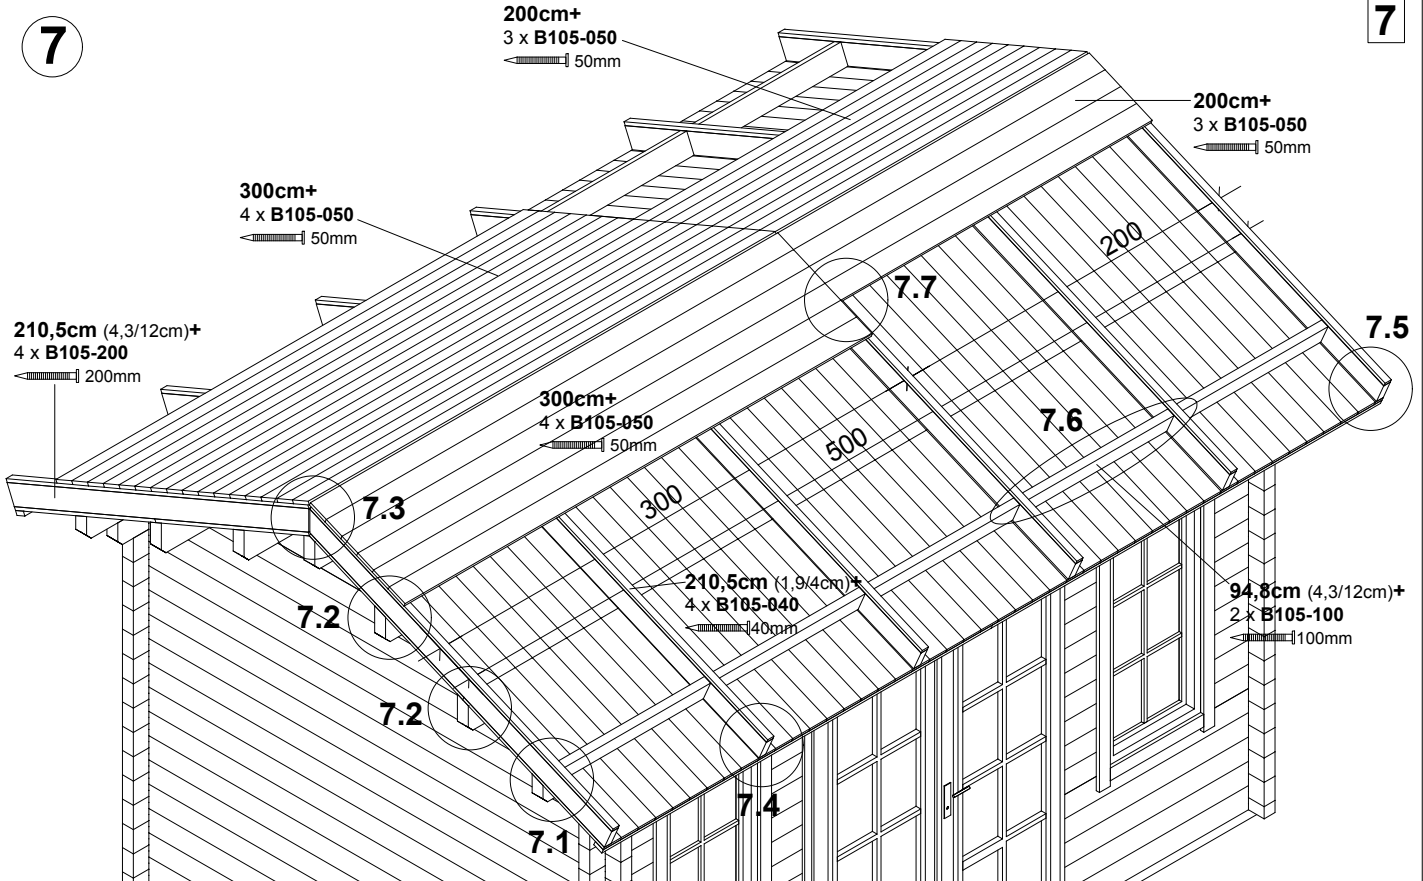 7
7
200cm+
3 x B105-050
50mm
200cm+
3 x B105-050
50mm
300cm+
4 x B105-050
50mm
200
7.7
7.5
210,5cm (4,3/12cm)+
4 x B105-200
200mm
300cm+
4 x B105-050
50mm
7.6
500
300
7.3
210,5cm (1,9/4cm)+
4 x B105-040
40mm
94,8cm (4,3/12cm)+
2 x B105-100
100mm
7.2
7.2
7.4
7.1